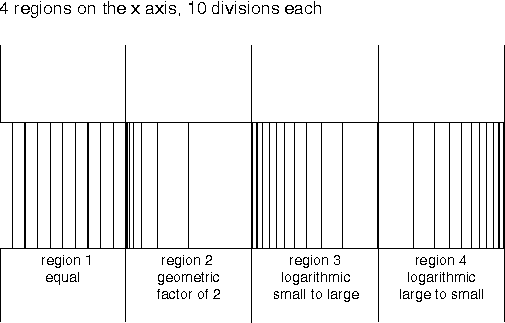 4 regions on the x axis, 10 divisions each
region 1
equal
region 2
geometric
factor of 2
region 3
logarithmic
small to large
region 4
logarithmic
large to small